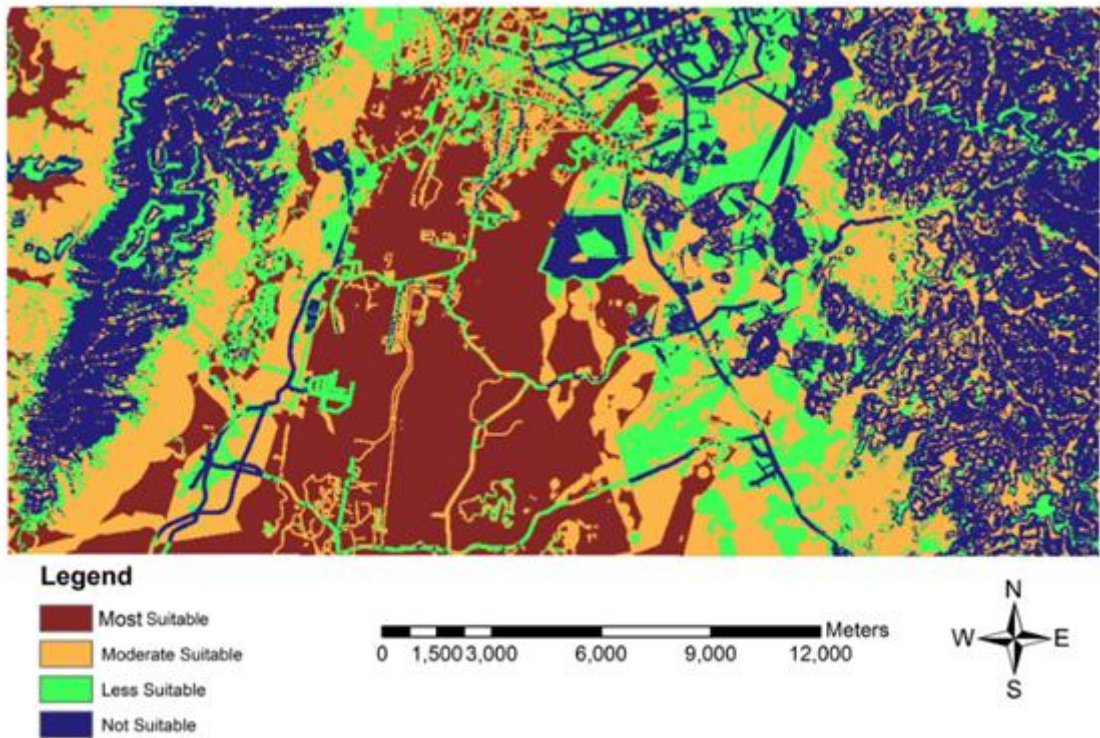 Legend
Most Suitable
Moderate Suitable
Less Suitable
Not Suitable
Meters
0 1,500 3,000 6,000 9,000 12,000
N
W E
S